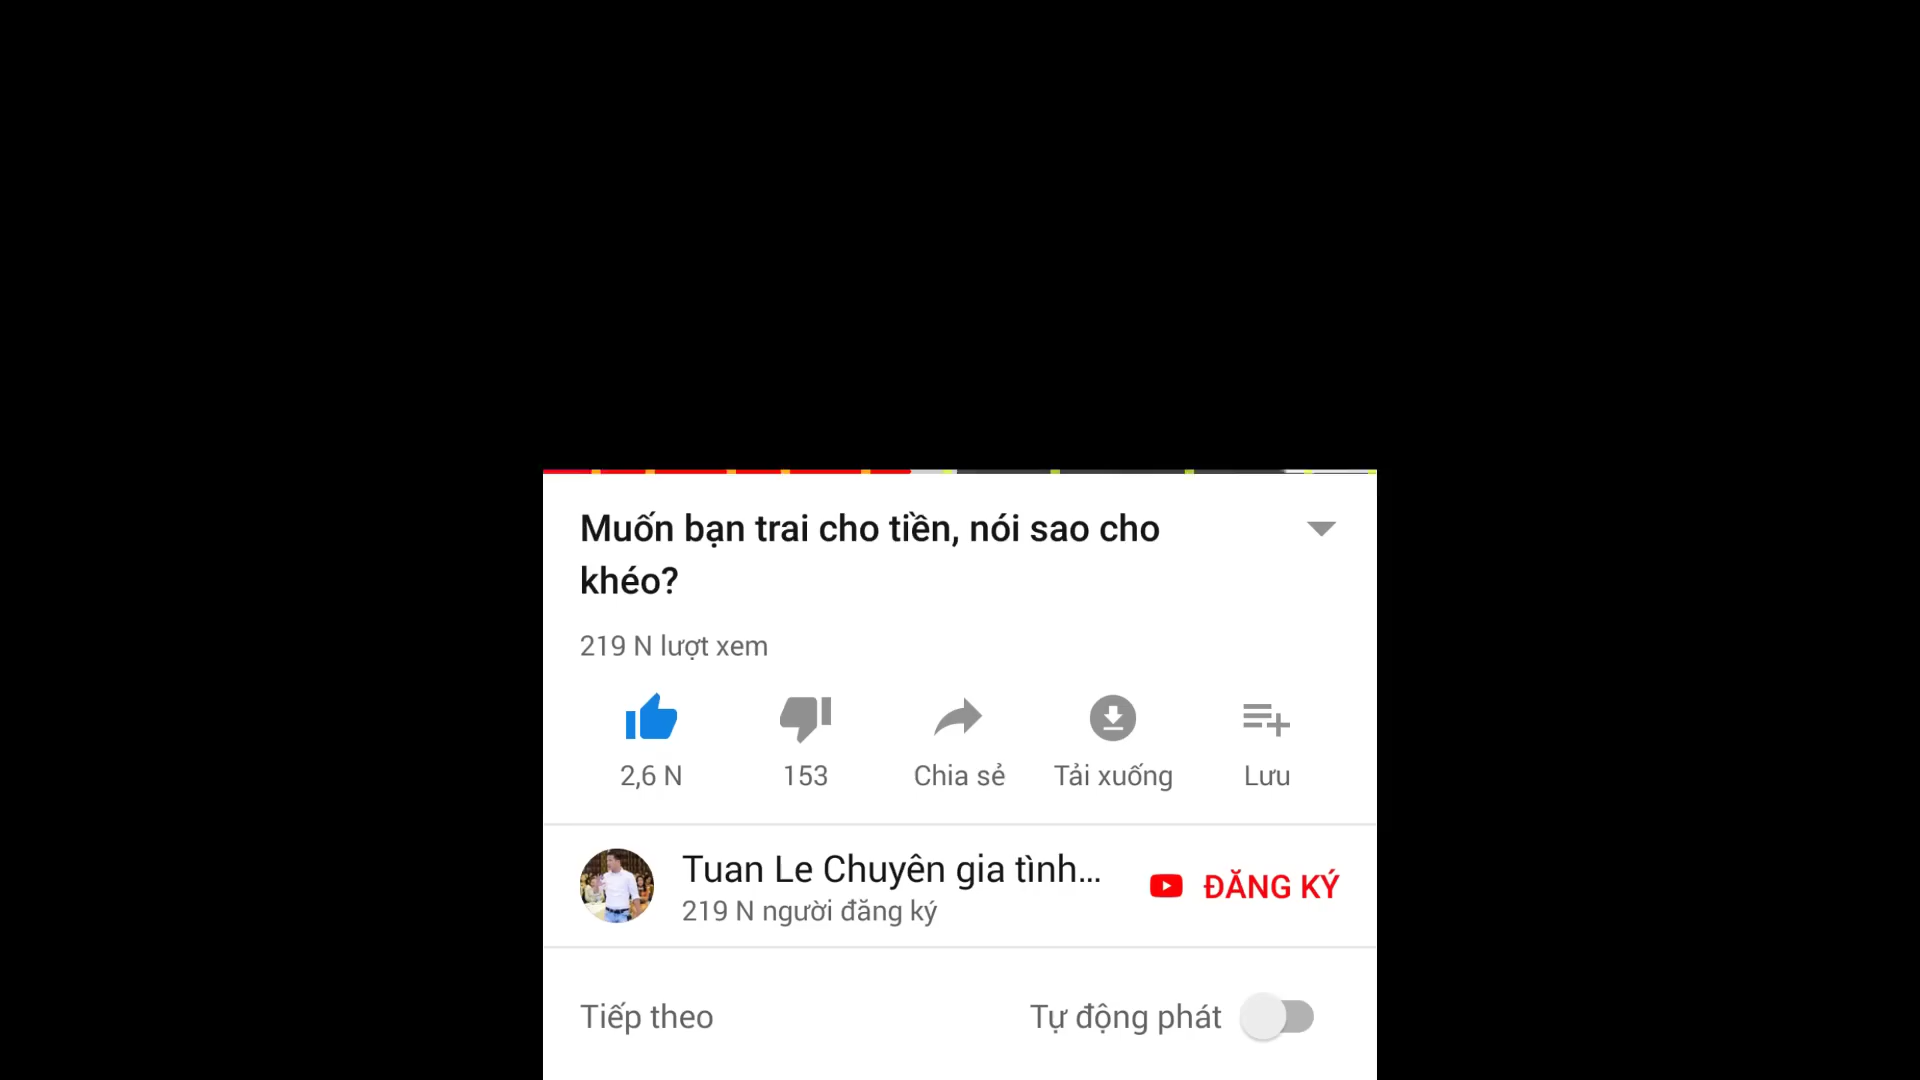 Muốn bạn trai cho tiền, nói sao cho
khéo?
219 N lượt xem
2,6 N
153
Chia sẻ
Tải xuống
Lưu
Tuan Le Chuyên gia tình...
219 N người đăng ký
ĐĂNG KÝ
Tiếp theo
Tự động phát